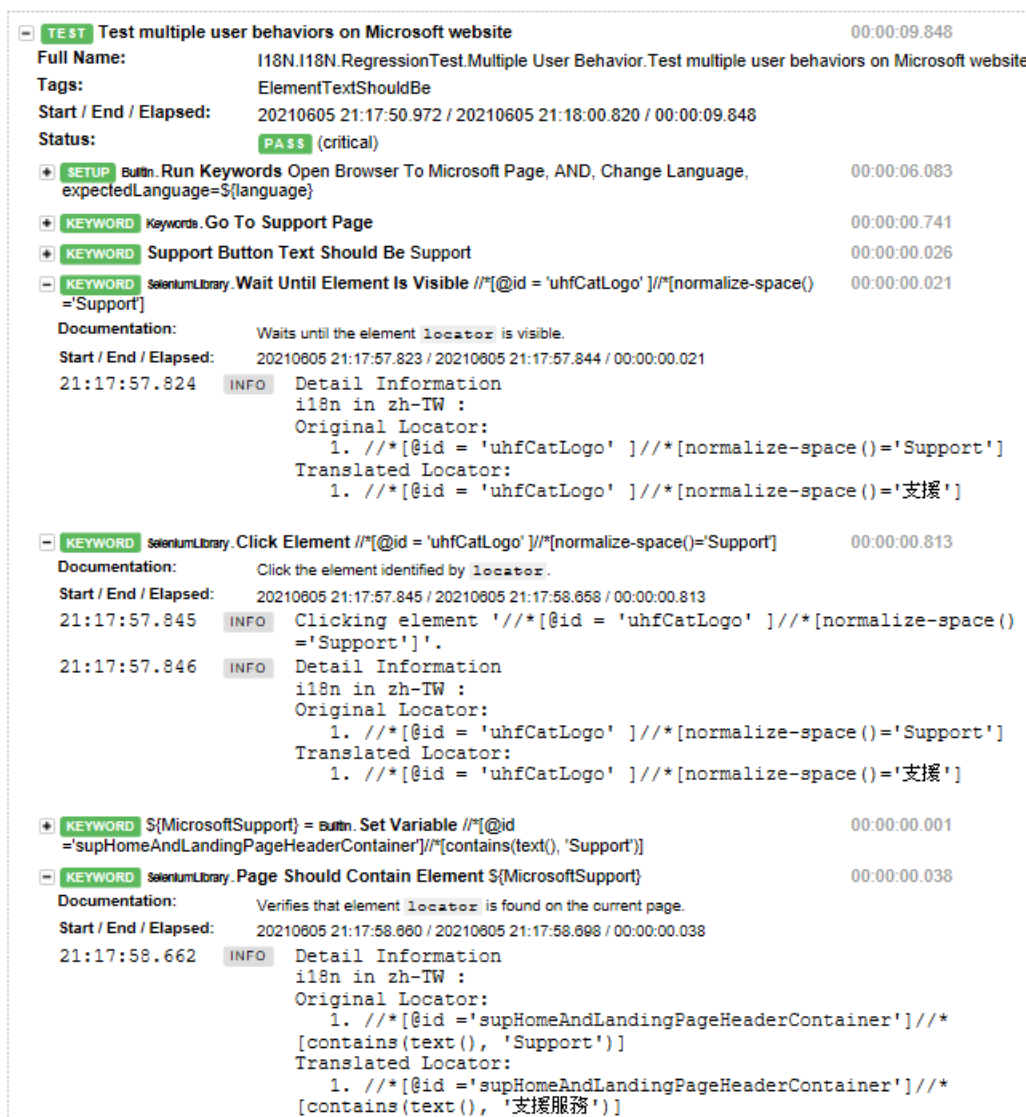 TEST Test multiple user behaviors on Microsoft website 00:00:09.848
Full Name: I18N.I18N.RegressionTest.Multiple User Behavior.Test multiple user behaviors on Microsoft website
Tags: ElementTextShouldBe
Start / End / Elapsed: 20210605 21:17:50.972 / 20210605 21:18:00.820 / 00:00:09.848
Status: PASS (critical)
SETUP BuiltIn.Run Keywords Open Browser To Microsoft Page, AND, Change Language, 00:00:06.083
expectedLanguage=${language}
KEYWORD Keywords.Go To Support Page 00:00:00.741
KEYWORD Support Button Text Should Be Support 00:00:00.026
KEYWORD SeleniumLibrary.Wait Until Element Is Visible //*[@id = 'uhfCatLogo' ]//*[normalize-space() 00:00:00.021
='Support']
Documentation: Waits until the element locator is visible.
Start / End / Elapsed: 20210605 21:17:57.823 / 20210605 21:17:57.844 / 00:00:00.021
21:17:57.824 INFO Detail Information
i18n in zh-TW :
Original Locator:
1. //*[@id = 'uhfCatLogo' ]//*[normalize-space()='Support']
Translated Locator:
1. //*[@id = 'uhfCatLogo' ]//*[normalize-space()='支援']
KEYWORD SeleniumLibrary.Click Element //*[@id = 'uhfCatLogo' ]//*[normalize-space()='Support'] 00:00:00.813
Documentation: Click the element identified by locator.
Start / End / Elapsed: 20210605 21:17:57.845 / 20210605 21:17:58.658 / 00:00:00.813
21:17:57.845 INFO Clicking element '//*[@id = 'uhfCatLogo' ]//*[normalize-space()
='Support']'.
21:17:57.846 INFO Detail Information
i18n in zh-TW :
Original Locator:
1. //*[@id = 'uhfCatLogo' ]//*[normalize-space()='Support']
Translated Locator:
1. //*[@id = 'uhfCatLogo' ]//*[normalize-space()='支援']
KEYWORD ${MicrosoftSupport} = BuiltIn.Set Variable //*[@id 00:00:00.001
='supHomeAndLandingPageHeaderContainer']//*[contains(text(), 'Support')]
KEYWORD SeleniumLibrary.Page Should Contain Element ${MicrosoftSupport} 00:00:00.038
Documentation: Verifies that element locator is found on the current page.
Start / End / Elapsed: 20210605 21:17:58.660 / 20210605 21:17:58.698 / 00:00:00.038
21:17:58.662 INFO Detail Information
i18n in zh-TW :
Original Locator:
1. //*[@id ='supHomeAndLandingPageHeaderContainer']//*
[contains(text(), 'Support')]
Translated Locator:
1. //*[@id ='supHomeAndLandingPageHeaderContainer']//*
[contains(text(), '支援服務')]